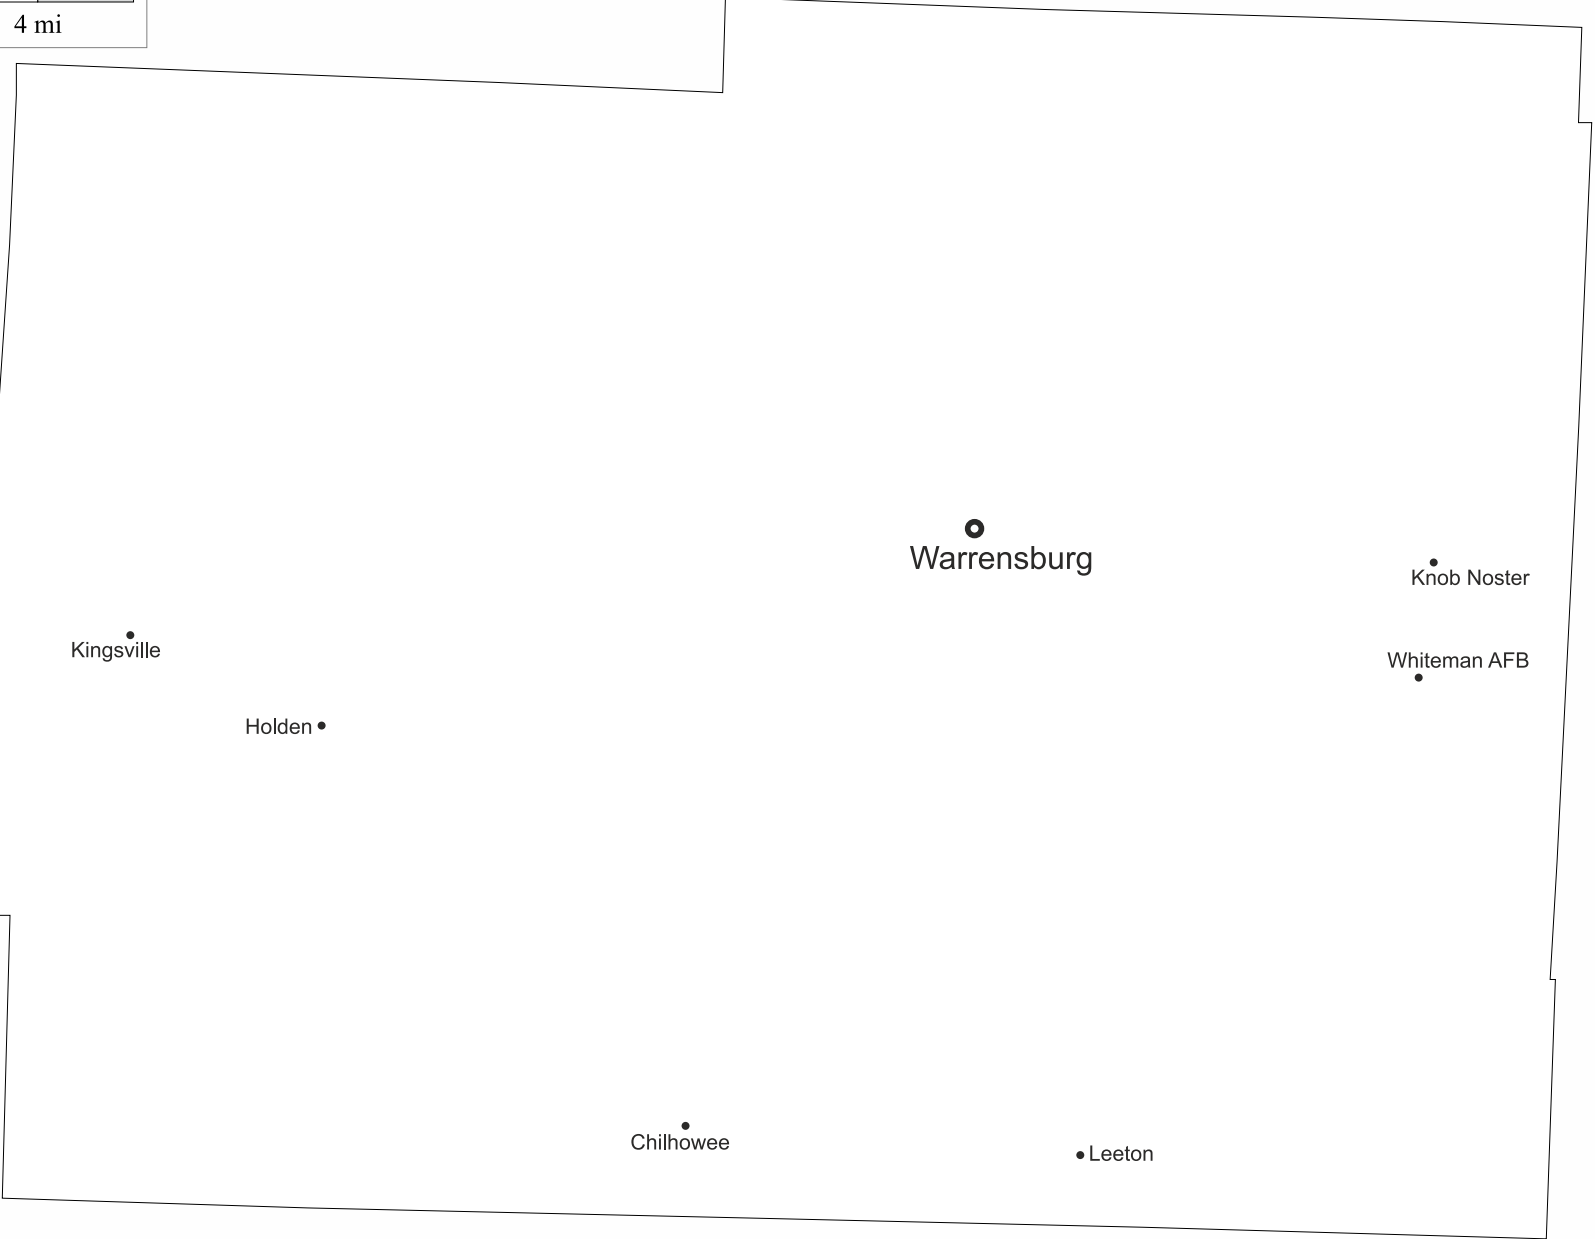 4 mi
Warrensburg
Knob Noster
Kingsville
Whiteman AFB
Holden
Chilhowee
Leeton